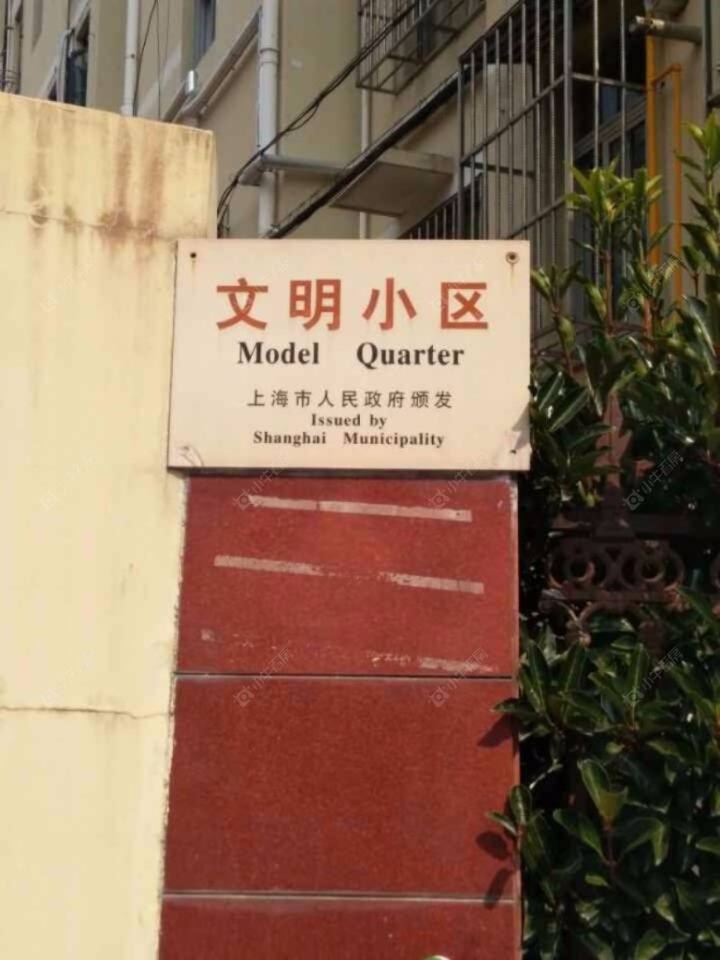 文明小区
Model Quarter
上海市人民政府颁发
Issued by
Shanghai Municipality